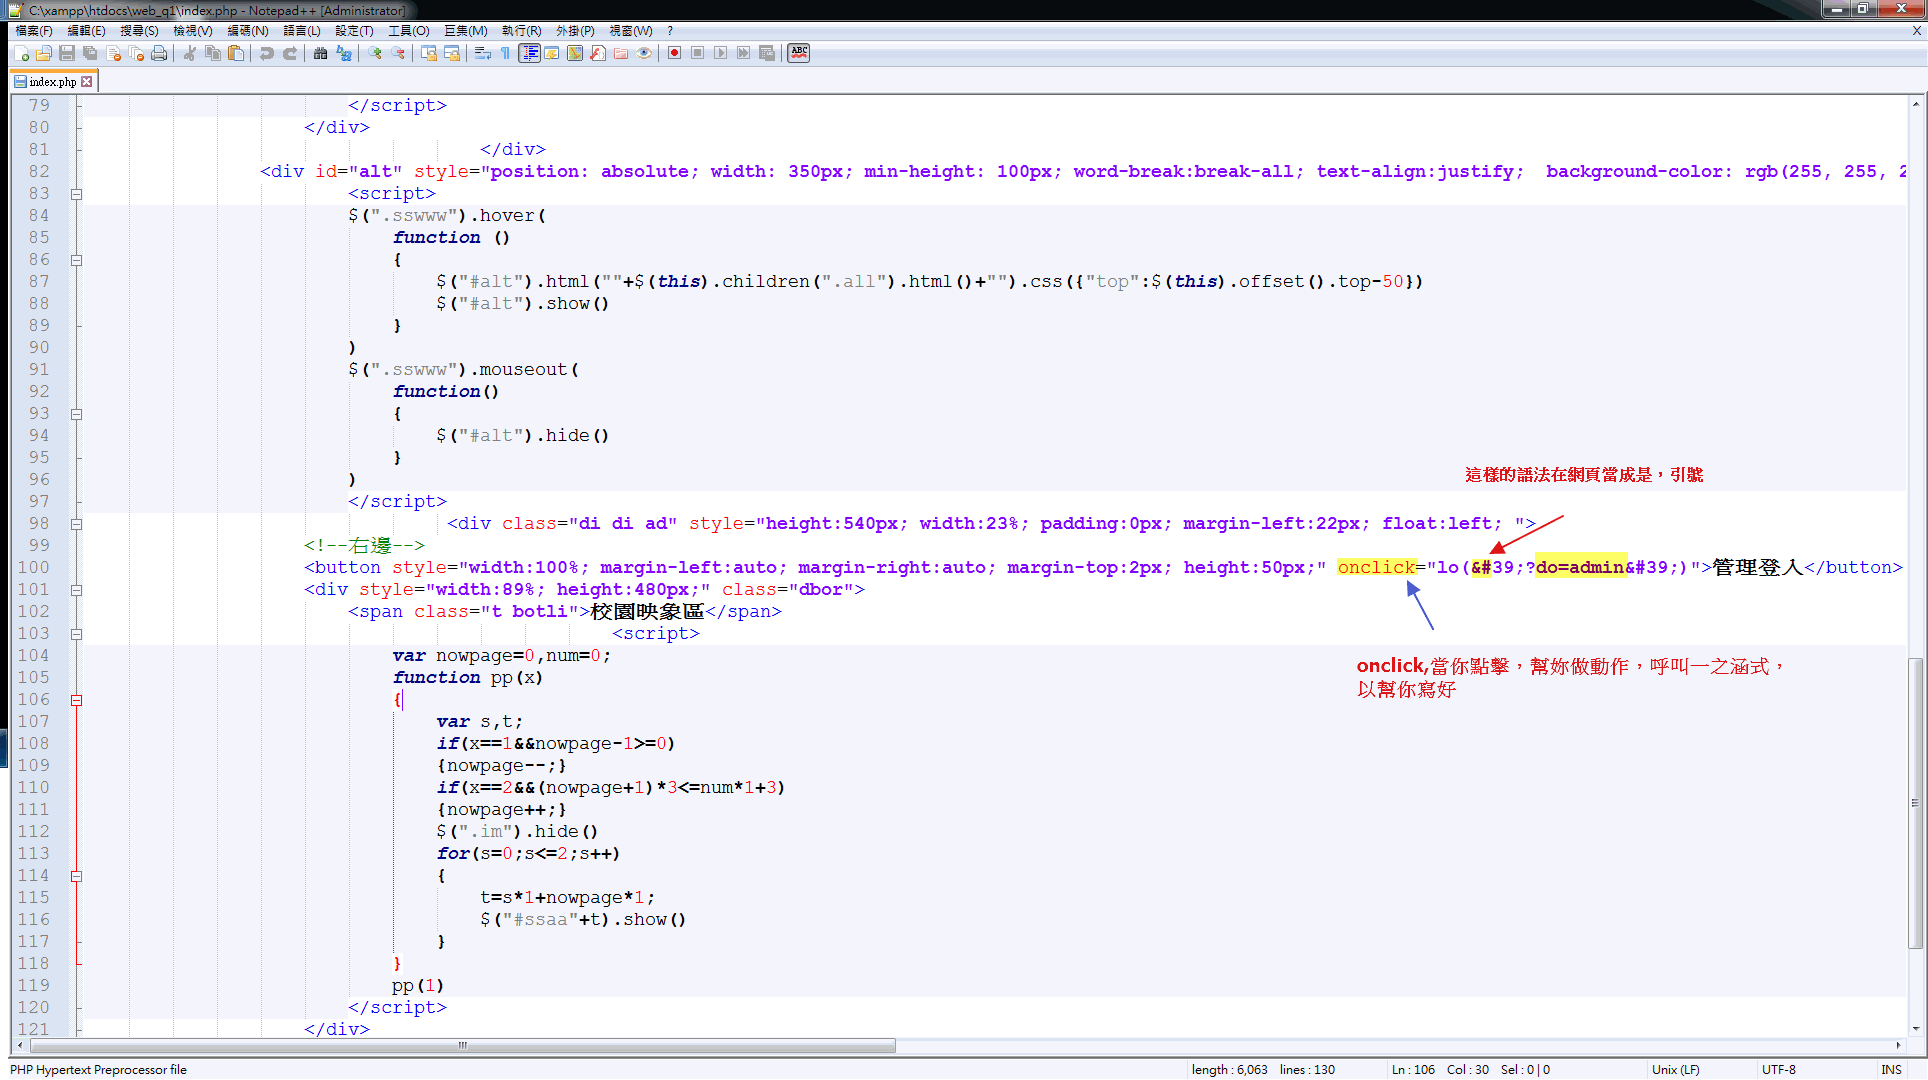 C:\xampp\htdocs\web_q1\index.php - Notepad++ [Administrator]
檔案(F) 編輯(E) 搜尋(S) 檢視(V) 編碼(N) 語言(L) 設定(T) 工具(O) 巨集(M) 執行(R) 外掛(P) 視窗(W) ? X
ABC
index.php
79 </script>
80 </div>
81 </div>
82 <div id="alt" style="position: absolute; width: 350px; min-height: 100px; word-break:break-all; text-align:justify;  background-color: rgb(255, 255, 2
83 <script>
84 $(".sswww").hover(
85 function ()
86 {
87 $("#alt").html(""+$(this).children(".all").html()+"").css({"top":$(this).offset().top-50})
88 $("#alt").show()
89 }
90 )
91 $(".sswww").mouseout(
92 function()
93 {
94 $("#alt").hide()
95 }
96 )
這樣的語法在網頁當成是，引號
97 </script>
98 <div class="di di ad" style="height:540px; width:23%; padding:0px; margin-left:22px; float:left; ">
99 <!--右邊-->
100 <button style="width:100%; margin-left:auto; margin-right:auto; margin-top:2px; height:50px;" onclick="lo(&#39;?do=admin&#39;)">管理登入</button>
101 <div style="width:89%; height:480px;" class="dbor">
102 <span class="t botli">校園映象區</span>
103 <script>
104 var nowpage=0,num=0;
105 function pp(x)
onclick,當你點擊，幫妳做動作，呼叫一之涵式，
以幫你寫好
106 {
107 var s,t;
108 if(x==1&&nowpage-1>=0)
109 {nowpage--;}
110 if(x==2&&(nowpage+1)*3<=num*1+3)
111 {nowpage++;}
112 $(".im").hide()
113 for(s=0;s<=2;s++)
114 {
115 t=s*1+nowpage*1;
116 $("#ssaa"+t).show()
117 }
118 }
119 pp(1)
120 </script>
121 </div>
PHP Hypertext Preprocessor file length : 6,063 lines : 130 Ln : 106 Col : 30 Sel : 0 | 0 Unix (LF) UTF-8 INS